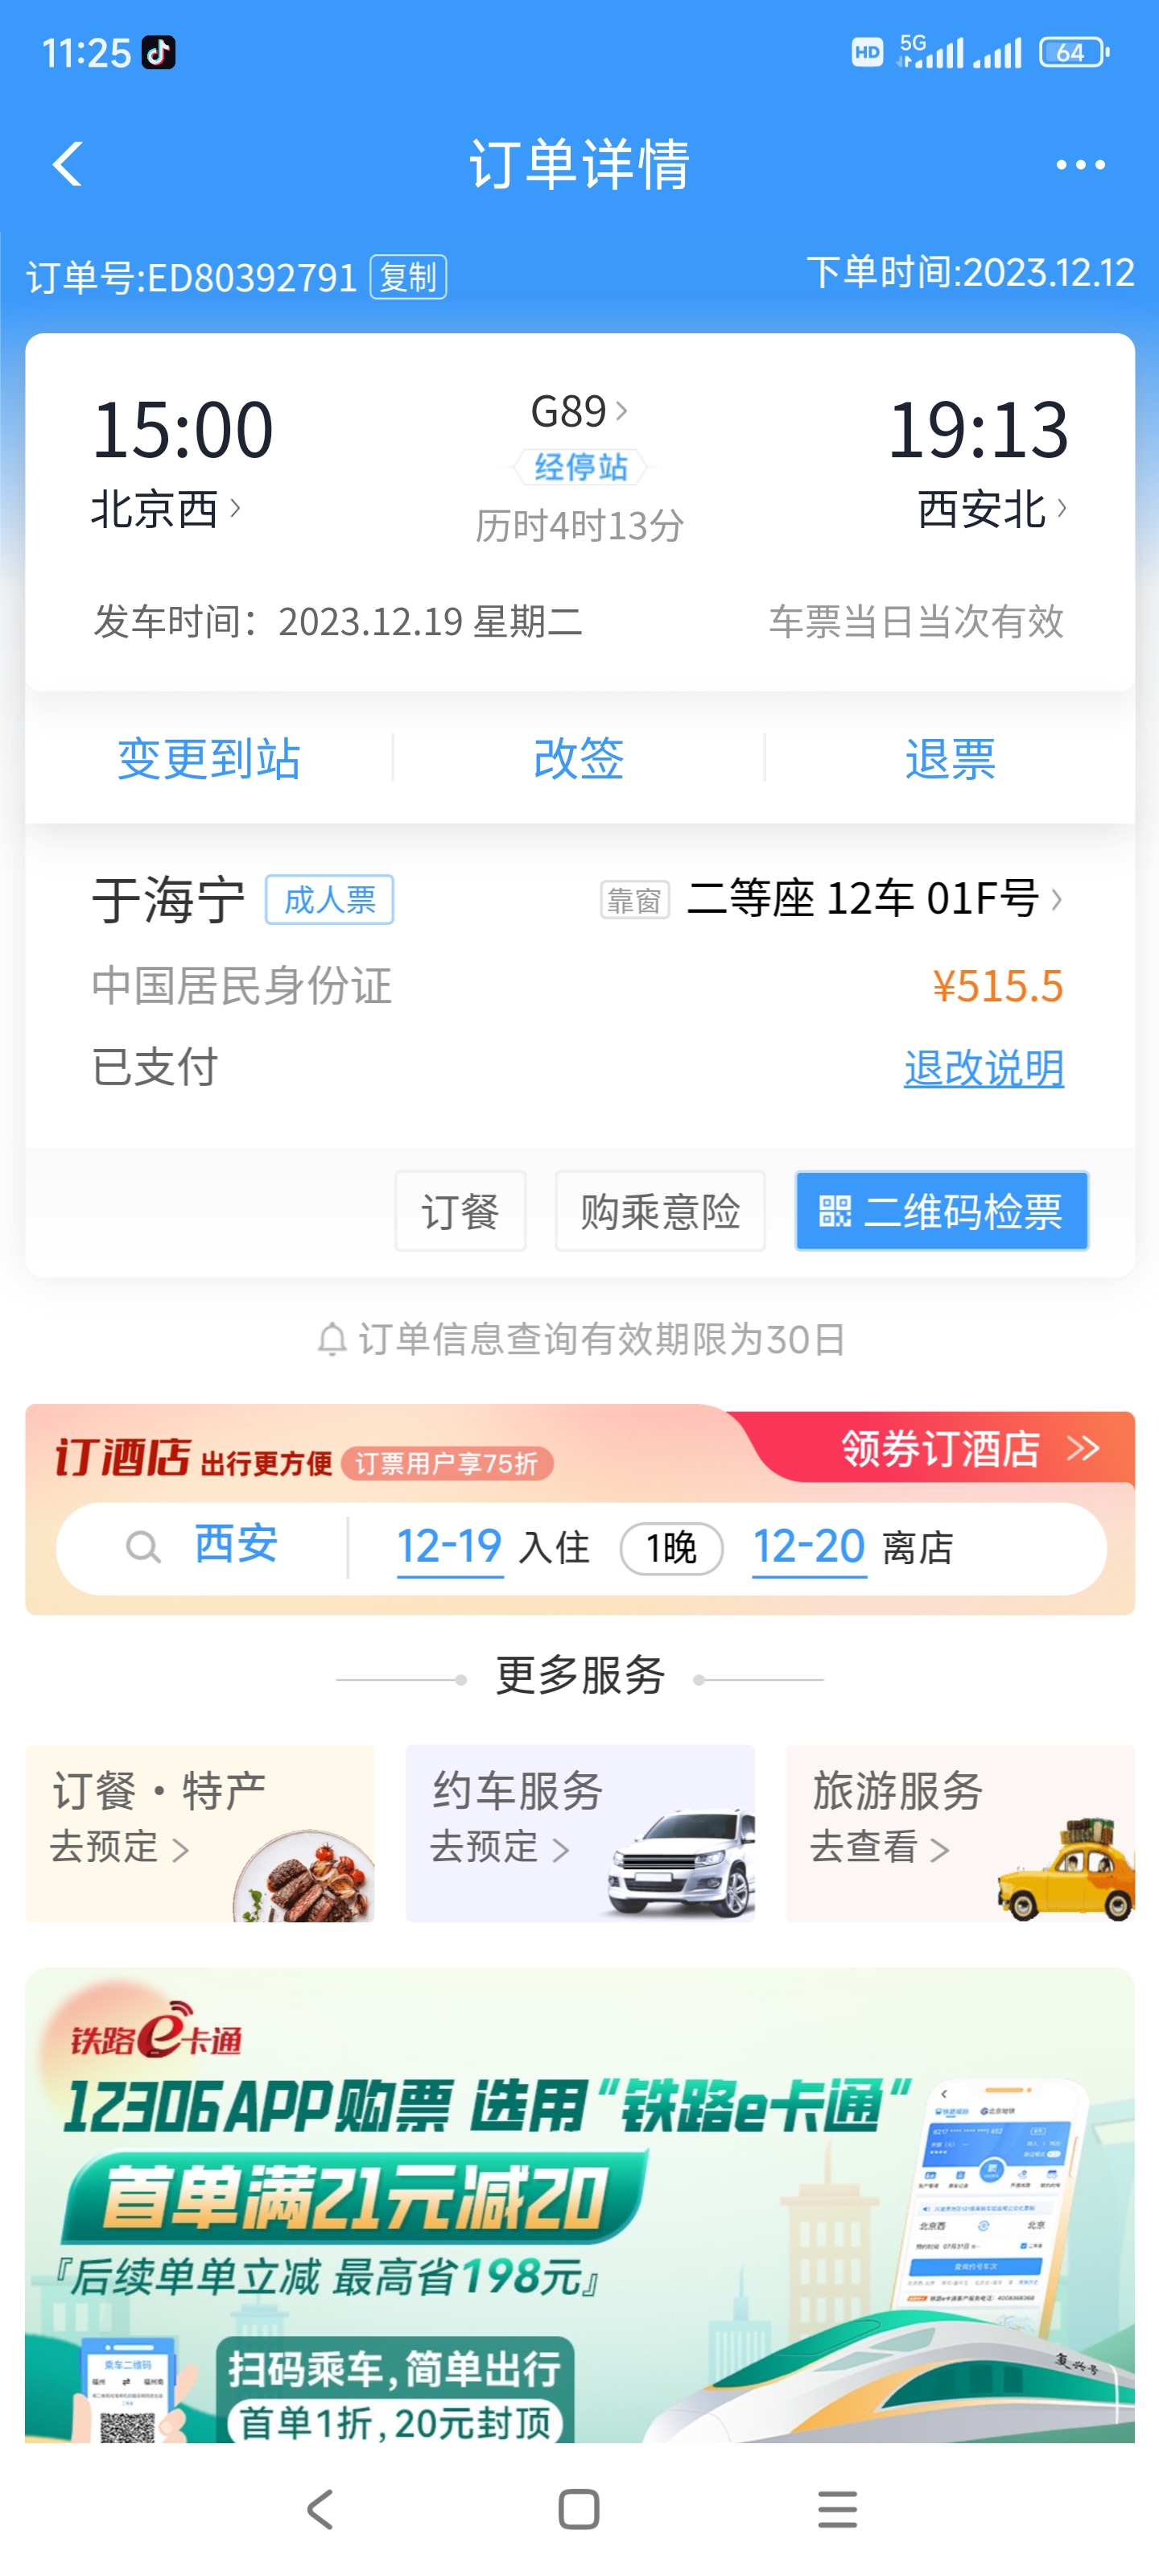 11:25 HD 5G 64
订单详情
订单号:ED80392791 复制 下单时间:2023.12.12
15:00 G89 19:13
经停站
北京西 西安北
历时4时13分
发车时间：2023.12.19 星期二 车票当日当次有效
变更到站 改签 退票
于海宁 成人票 靠窗 二等座 12车 01F号
中国居民身份证 ¥515.5
已支付 退改说明
订餐 购乘意险 二维码检票
订单信息查询有效期限为30日
订酒店 出行更方便 订票用户享75折 领券订酒店
西安 12-19 入住 1晚 12-20 离店
更多服务
订餐·特产 约车服务 旅游服务
去预定 去预定 去查看
铁路e卡通
12306APP购票 选用“铁路e卡通”
首单满21元减20
『后续单单立减 最高省198元』
扫码乘车,简单出行
首单1折,20元封顶
乘车二维码
复兴号
北京西 北京